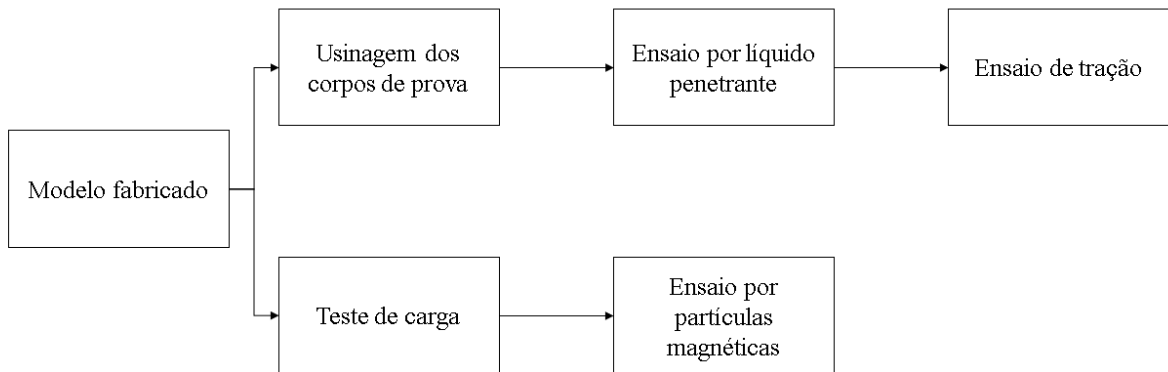 Usinagem dos
corpos de prova
Ensaio por líquido
penetrante
Ensaio de tração
Modelo fabricado
Teste de carga
Ensaio por
partículas
magnéticas